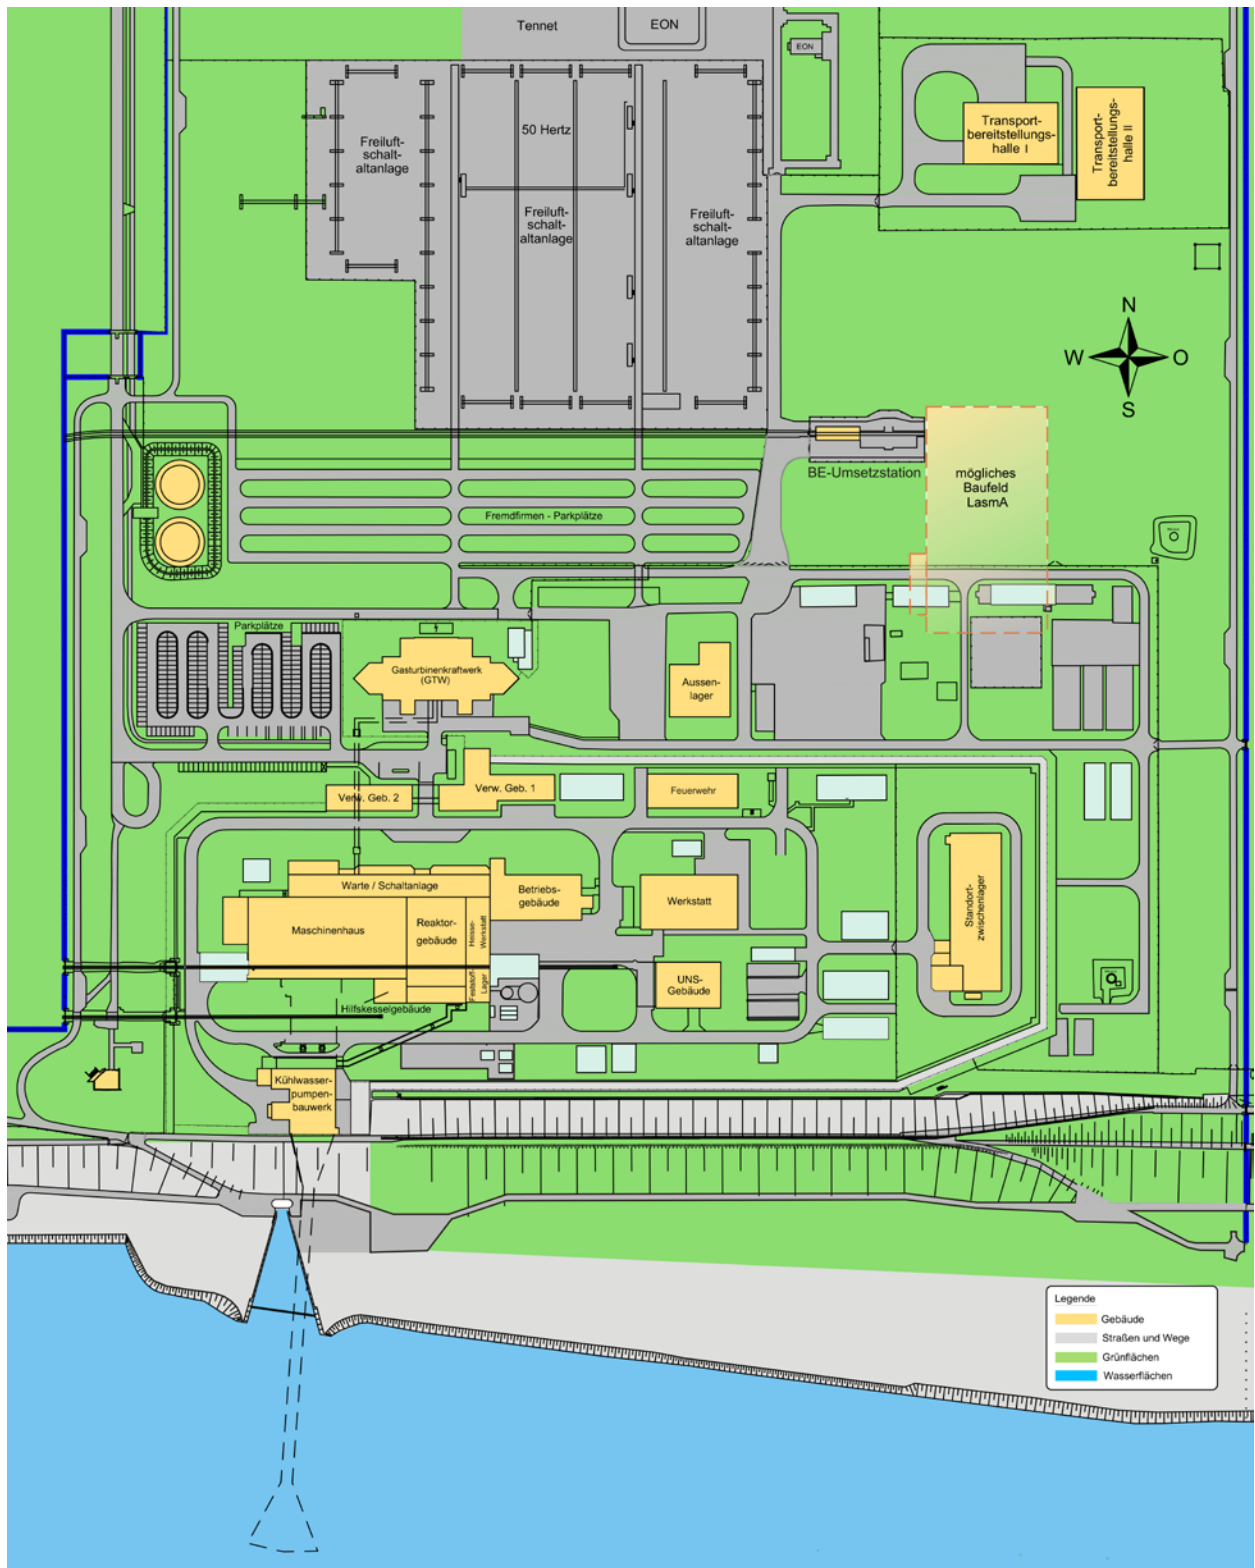 Tennet
EON
EON
50 Hertz
Freiluft-
schalt-
altanlage
Freiluft-
schalt-
altanlage
Freiluft-
schalt-
altanlage
Transport-
bereitstellungs-
halle I
Transport-
bereitstellungs-
halle II
N
W
O
S
BE-Umsetzstation
mögliches
Baufeld
LasmA
Fremdfirmen - Parkplätze
Parkplätze
Gasturbinenkraftwerk
(GTW)
Aussen-
lager
Verw. Geb. 2
Verw. Geb. 1
Feuerwehr
Warte / Schaltanlage
Betriebs-
gebäude
Werkstatt
Standort-
zwischenlager
Maschinenhaus
Reaktor-
gebäude
Heisse-
Werkstatt
Feststoff-
Lager
UNS-
Gebäude
Hilfskesselgebäude
Kühlwasser-
pumpen-
bauwerk
Legende
Gebäude
Straßen und Wege
Grünflächen
Wasserflächen